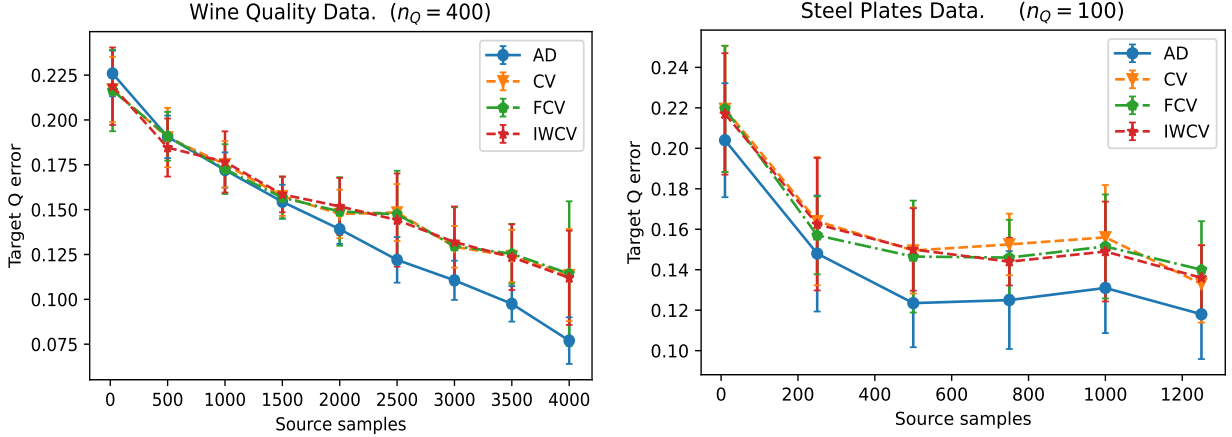 Wine Quality Data. (n_Q = 400)
Target Q error
0.225
0.200
0.175
0.150
0.125
0.100
0.075
AD
CV
FCV
IWCV
0 500 1000 1500 2000 2500 3000 3500 4000
Source samples
Steel Plates Data. (n_Q = 100)
Target Q error
0.24
0.22
0.20
0.18
0.16
0.14
0.12
0.10
AD
CV
FCV
IWCV
0 200 400 600 800 1000 1200
Source samples